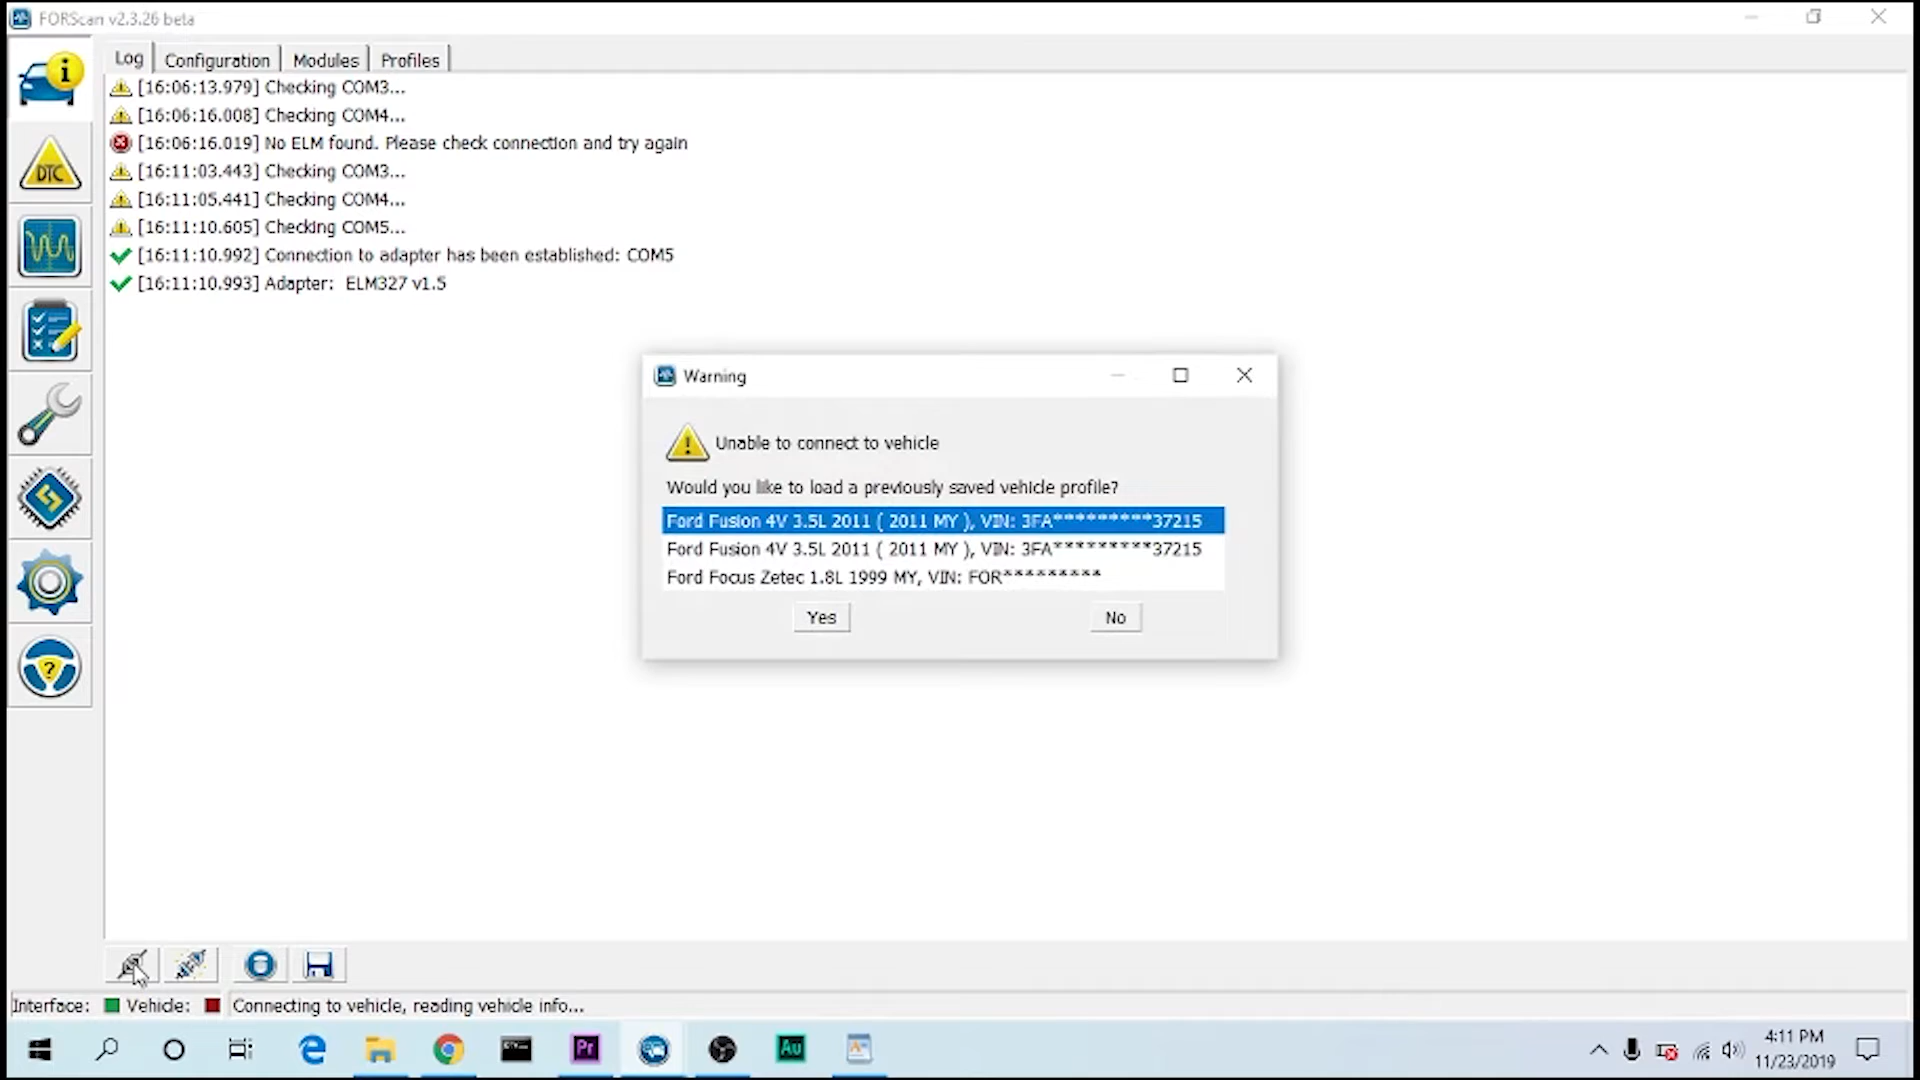 FORScan v2.3.26 beta
Log
Configuration
Modules
Profiles
[16:06:13.979] Checking COM3...
[16:06:16.008] Checking COM4...
[16:06:16.019] No ELM found. Please check connection and try again
[16:11:03.443] Checking COM3...
[16:11:05.441] Checking COM4...
[16:11:10.605] Checking COM5...
[16:11:10.992] Connection to adapter has been established: COM5
[16:11:10.993] Adapter: ELM327 v1.5
DTC
Warning
Unable to connect to vehicle
Would you like to load a previously saved vehicle profile?
Ford Fusion 4V 3.5L 2011 ( 2011 MY ), VIN: 3FA*********37215
Ford Fusion 4V 3.5L 2011 ( 2011 MY ), VIN: 3FA*********37215
Ford Focus Zetec 1.8L 1999 MY, VIN: FOR*********
Yes
No
Interface: Vehicle: Connecting to vehicle, reading vehicle info...
Pr
Au
4:11 PM
11/23/2019